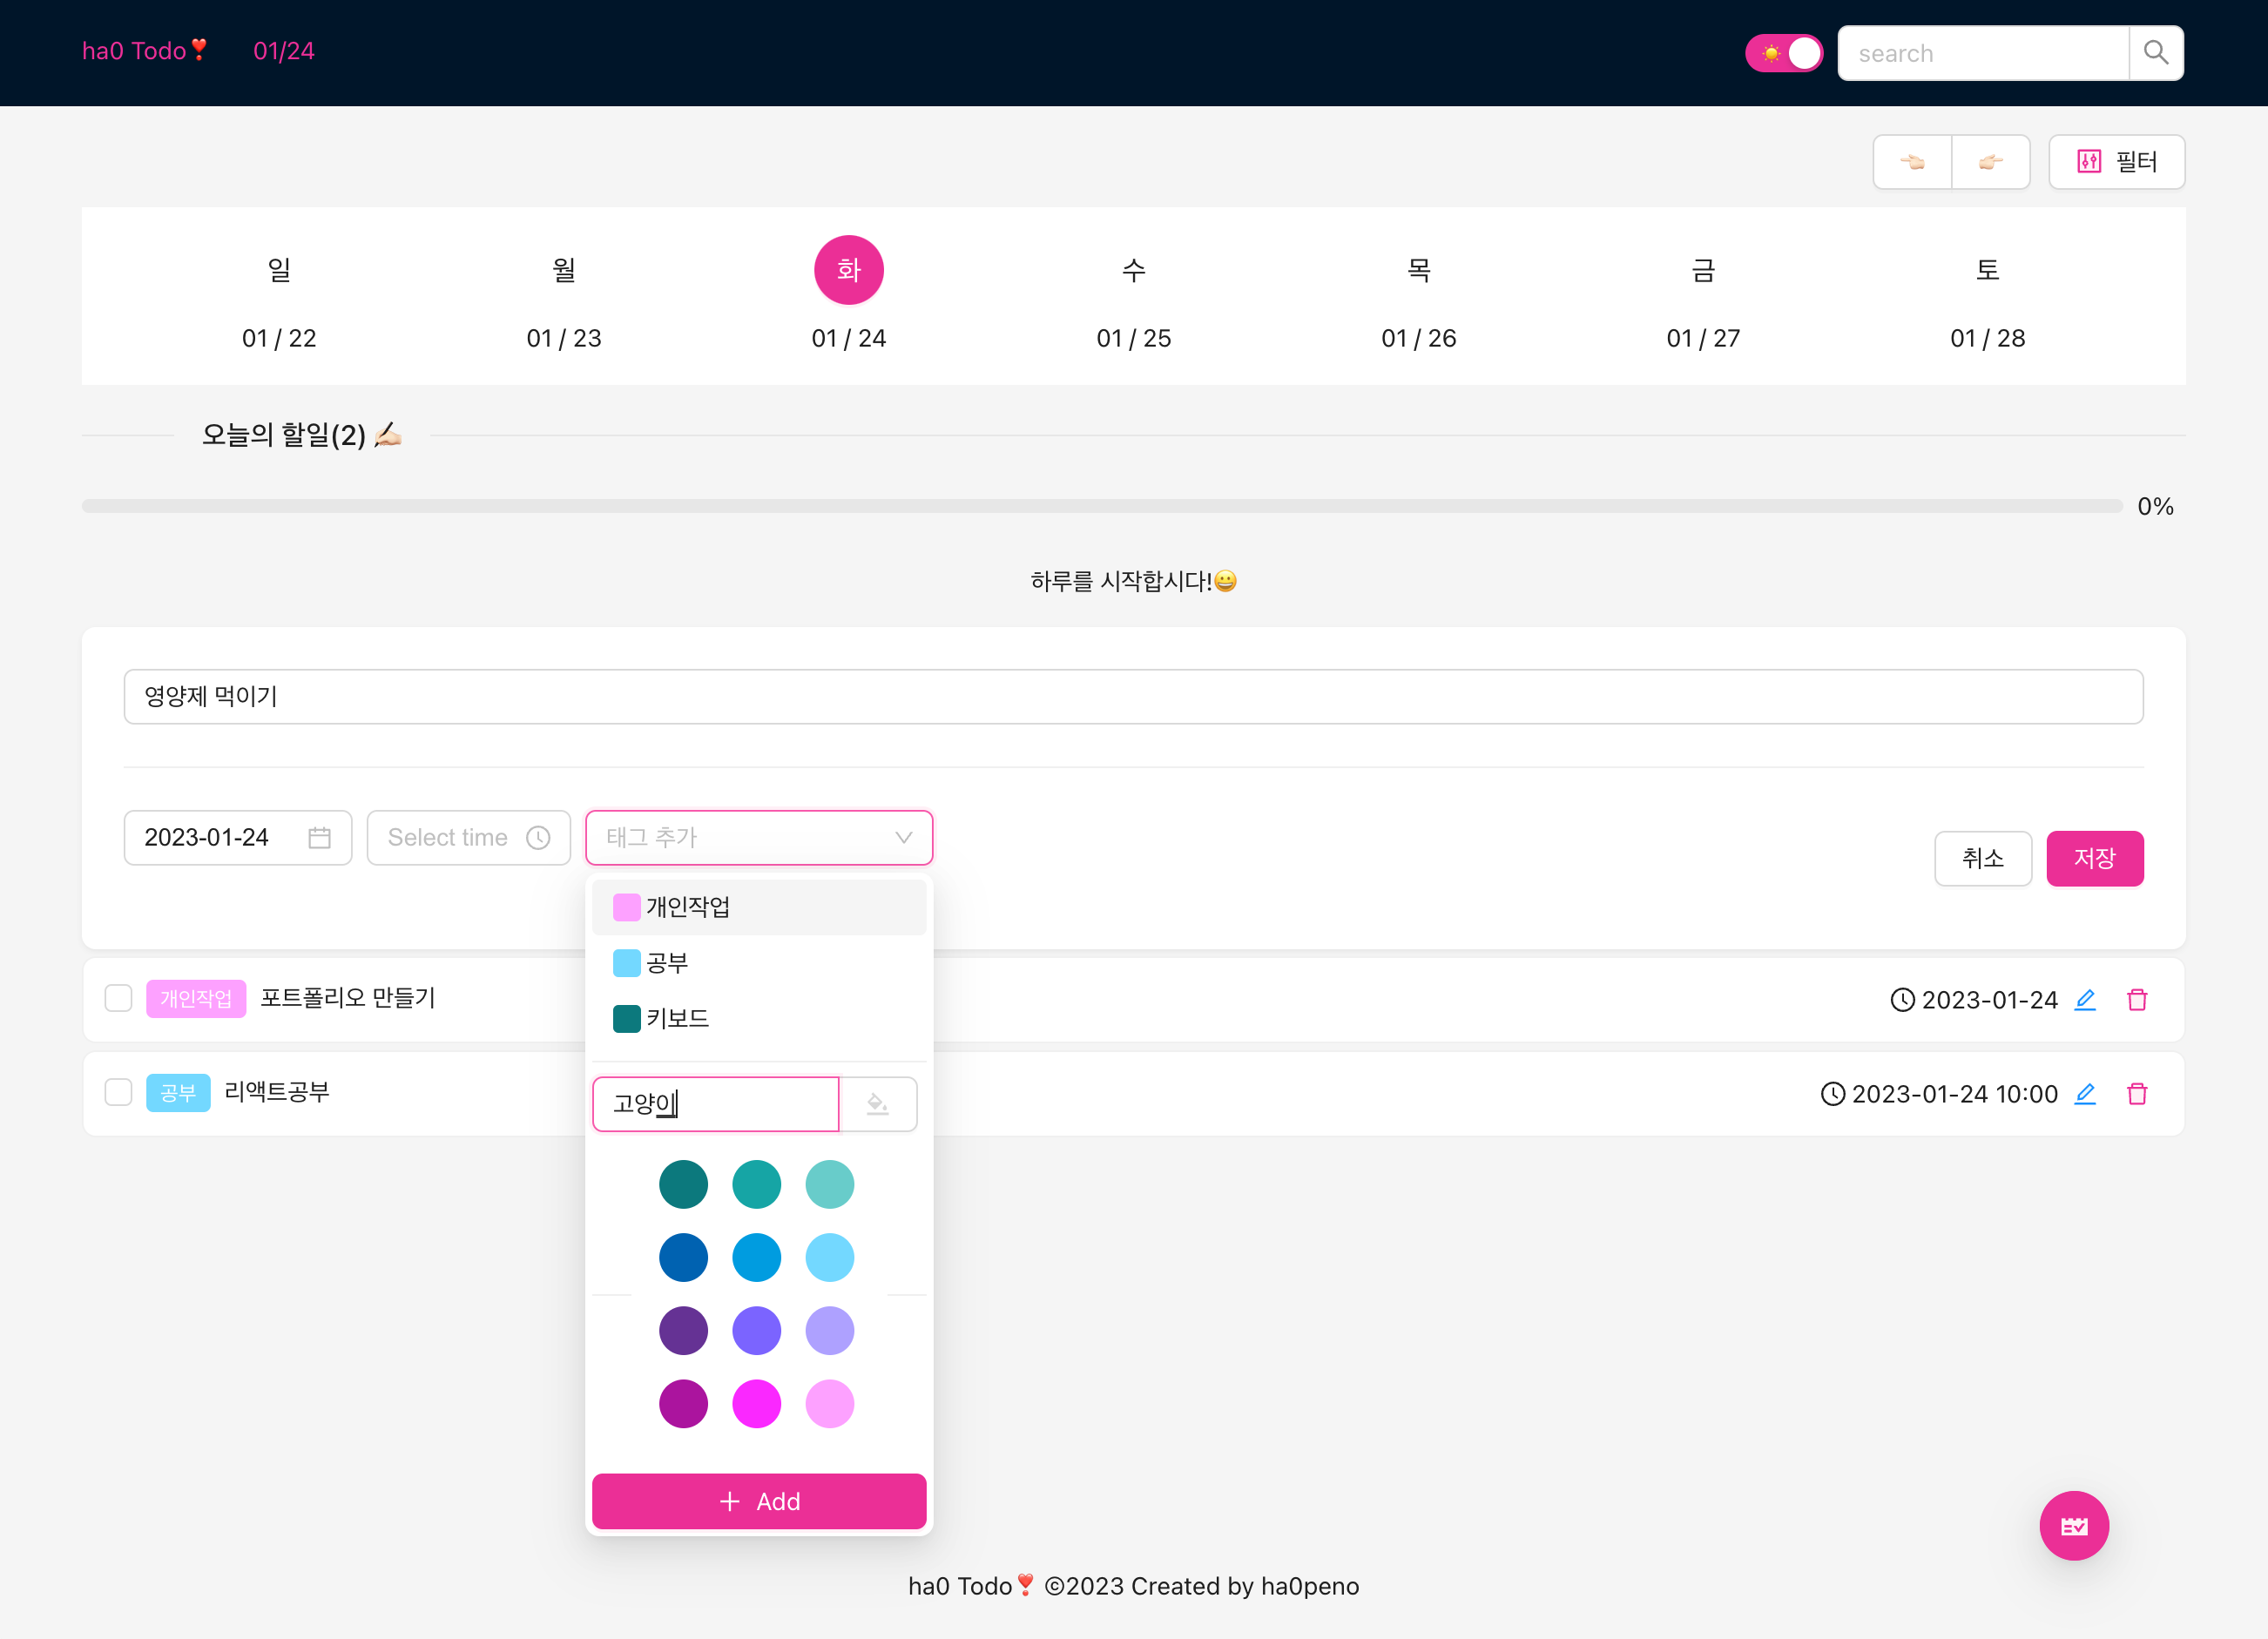 ha0 Todo❣️ 01/24 search
필터
일 월 화 수 목 금 토
01 / 22 01 / 23 01 / 24 01 / 25 01 / 26 01 / 27 01 / 28
오늘의 할일(2) ✍🏻
0%
하루를 시작합시다!😀
영양제 먹이기
2023-01-24 Select time 태그 추가
취소 저장
개인작업
공부
키보드
개인작업 포트폴리오 만들기 2023-01-24
공부 리액트공부 2023-01-24 10:00
고양이
+ Add
ha0 Todo❣️ ©2023 Created by ha0peno